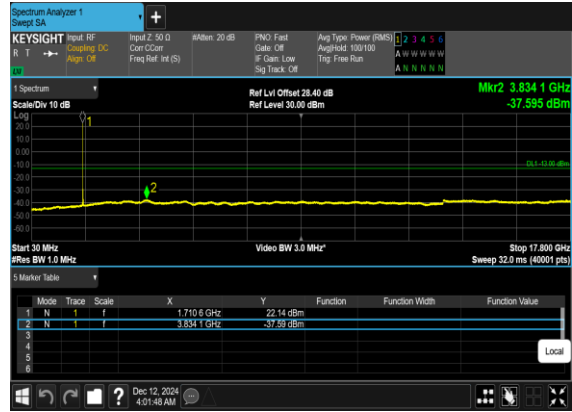 Spectrum Analyzer 1
Swept SA
+
KEYSIGHT Input: RF Input Z: 50 Ω #Atten: 20 dB PNO: Fast Avg Type: Power (RMS) 1 2 3 4 5 6
R T Coupling: DC Corr CCorr Gate: Off Avg|Hold: 100/100 A W W W W W
Align: Off Freq Ref: Int (S) IF Gain: Low Trig: Free Run
Sig Track: Off A N N N N N
1 Spectrum Ref Lvl Offset 28.40 dB Mkr2 3.834 1 GHz
Scale/Div 10 dB Ref Level 30.00 dBm -37.595 dBm
Log
1
20.0
10.0
0.00
-10.0 DL1 -13.00 dBm
-20.0
2
-30.0
-40.0
-50.0
-60.0
Start 30 MHz Video BW 3.0 MHz* Stop 17.800 GHz
#Res BW 1.0 MHz Sweep 32.0 ms (40001 pts)
5 Marker Table
Mode Trace Scale X Y Function Function Width Function Value
1 N 1 f 1.710 6 GHz 22.14 dBm
2 N 1 f 3.834 1 GHz -37.59 dBm
3
4
5
6
Local
? Dec 12, 2024
4:01:48 AM